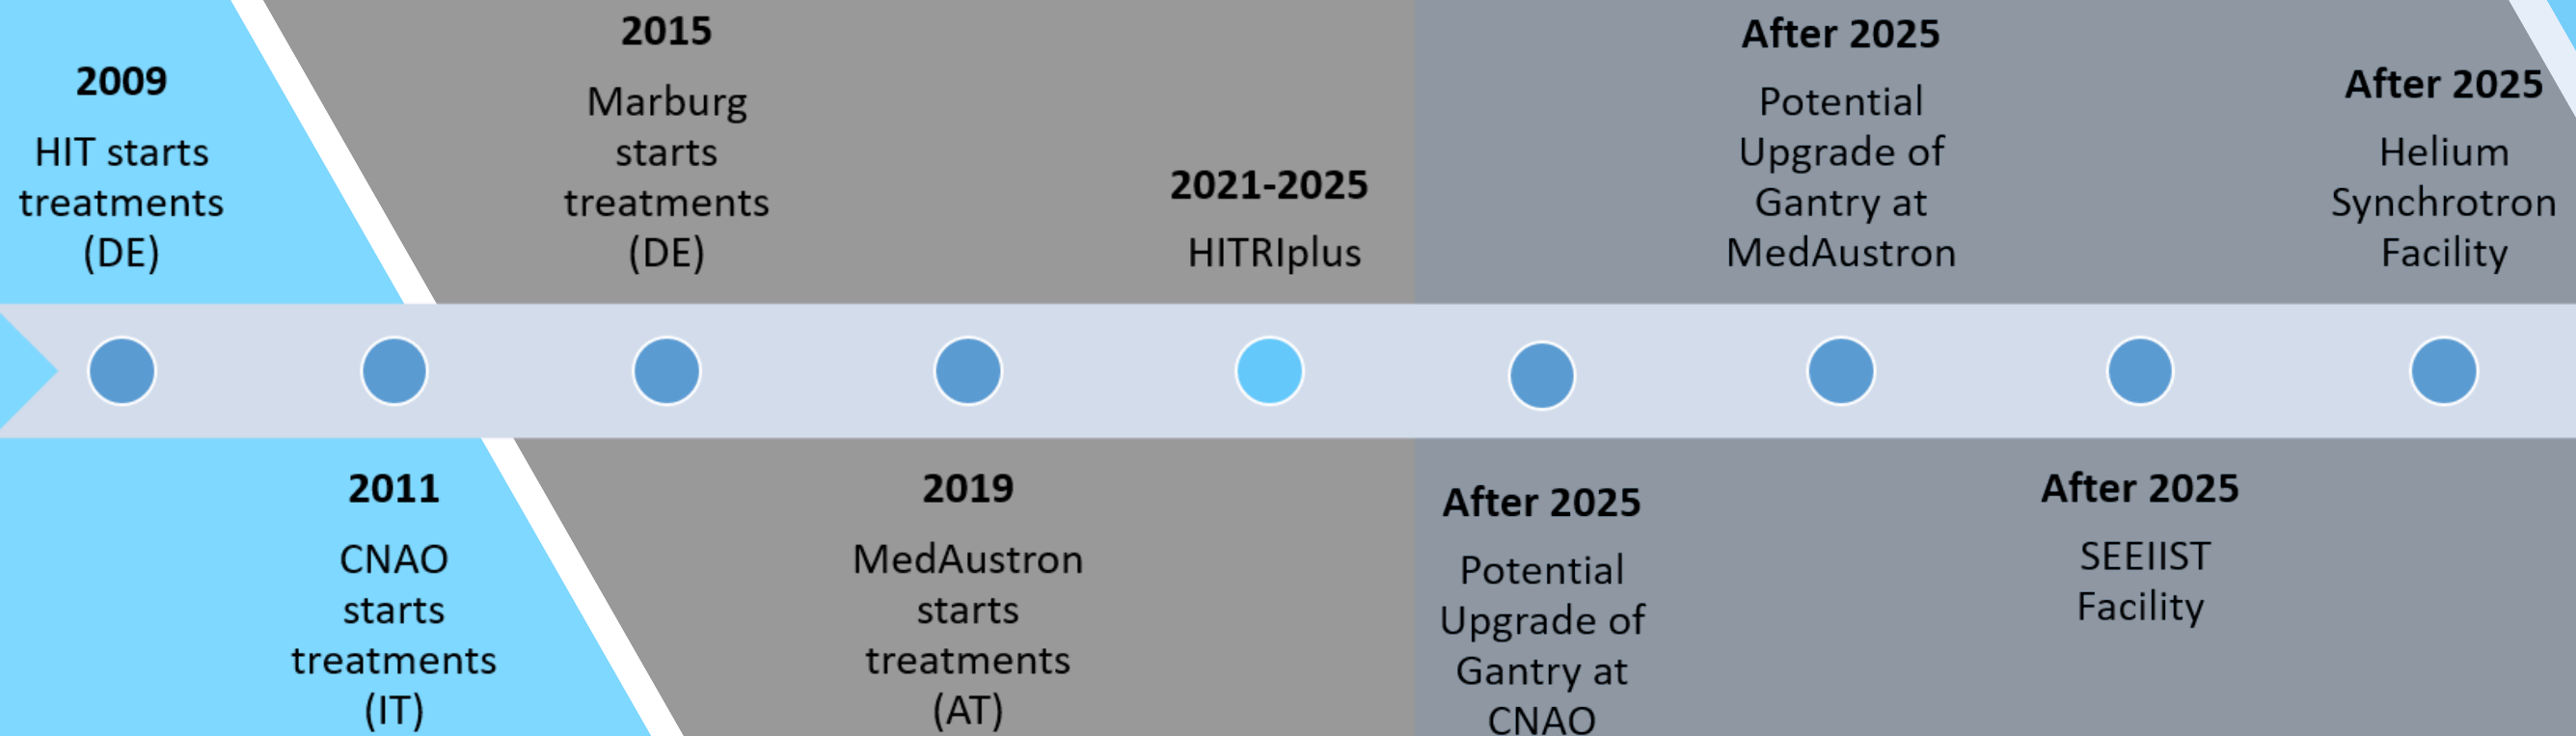 2009
HIT starts
treatments
(DE)
2011
CNAO
starts
treatments
(IT)
2015
Marburg
starts
treatments
(DE)
2019
MedAustron
starts
treatments
(AT)
2021-2025
HITRIplus
After 2025
Potential
Upgrade of
Gantry at
CNAO
After 2025
Potential
Upgrade of
Gantry at
MedAustron
After 2025
SEEIIST
Facility
After 2025
Helium
Synchrotron
Facility